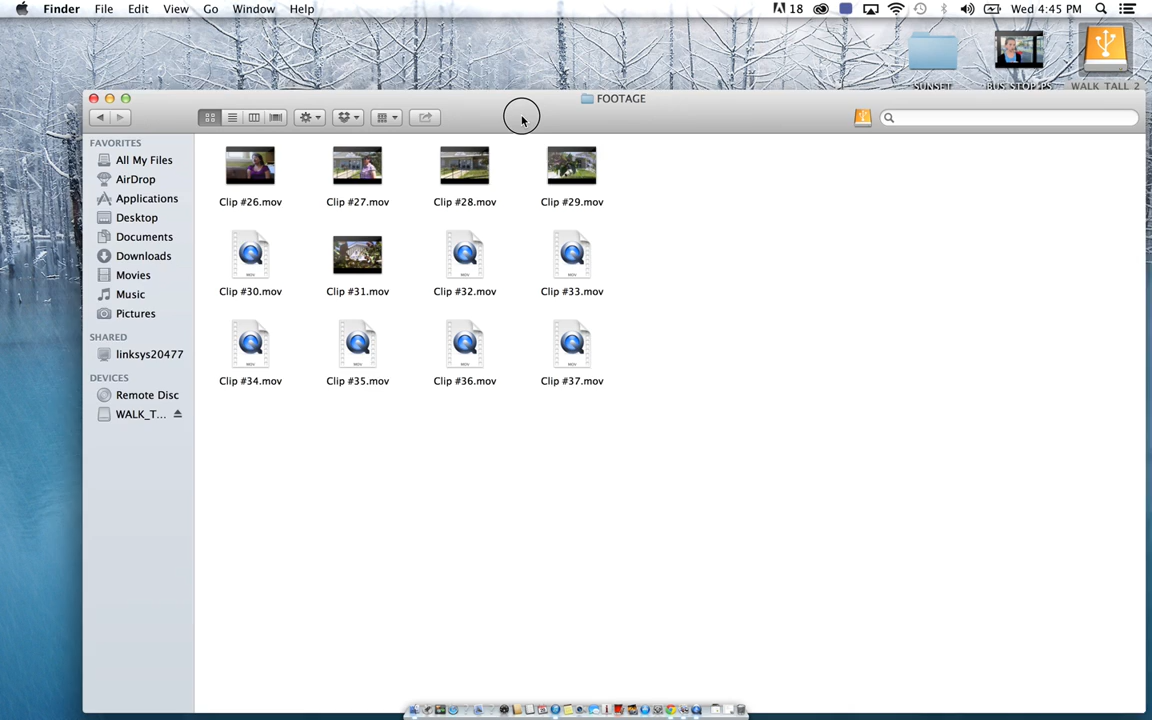 Finder File Edit View Go Window Help 18 Wed 4:45 PM
SUNSET BUS STOP.PS WALK_TALL_2
FOOTAGE
FAVORITES
All My Files
AirDrop
Applications
Desktop
Documents
Downloads
Movies
Music
Pictures
SHARED
linksys20477
DEVICES
Remote Disc
WALK_T...
Clip #26.mov Clip #27.mov Clip #28.mov Clip #29.mov
Clip #30.mov Clip #31.mov Clip #32.mov Clip #33.mov
Clip #34.mov Clip #35.mov Clip #36.mov Clip #37.mov